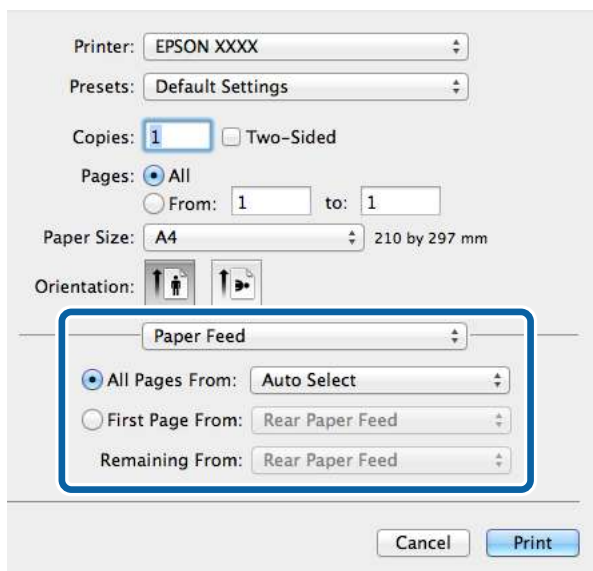 Printer: EPSON XXXX
Presets: Default Settings
Copies: 1 Two-Sided
Pages: All
From: 1 to: 1
Paper Size: A4 210 by 297 mm
Orientation:
Paper Feed
All Pages From: Auto Select
First Page From: Rear Paper Feed
Remaining From: Rear Paper Feed
Cancel Print